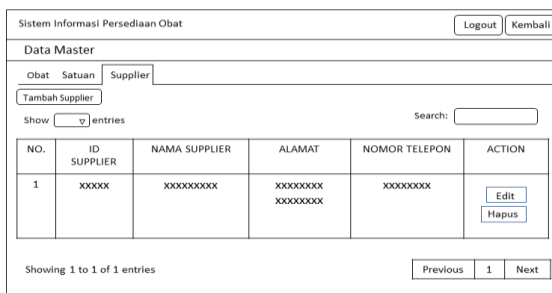 Sistem Informasi Persediaan Obat Logout Kembali
Data Master
Obat Satuan Supplier
Tambah Supplier
Show entries Search:
NO. ID SUPPLIER NAMA SUPPLIER ALAMAT NOMOR TELEPON ACTION
1 xxxxx xxxxxxxxx xxxxxxxx xxxxxxxx xxxxxxxx Edit
Hapus
Showing 1 to 1 of 1 entries Previous 1 Next